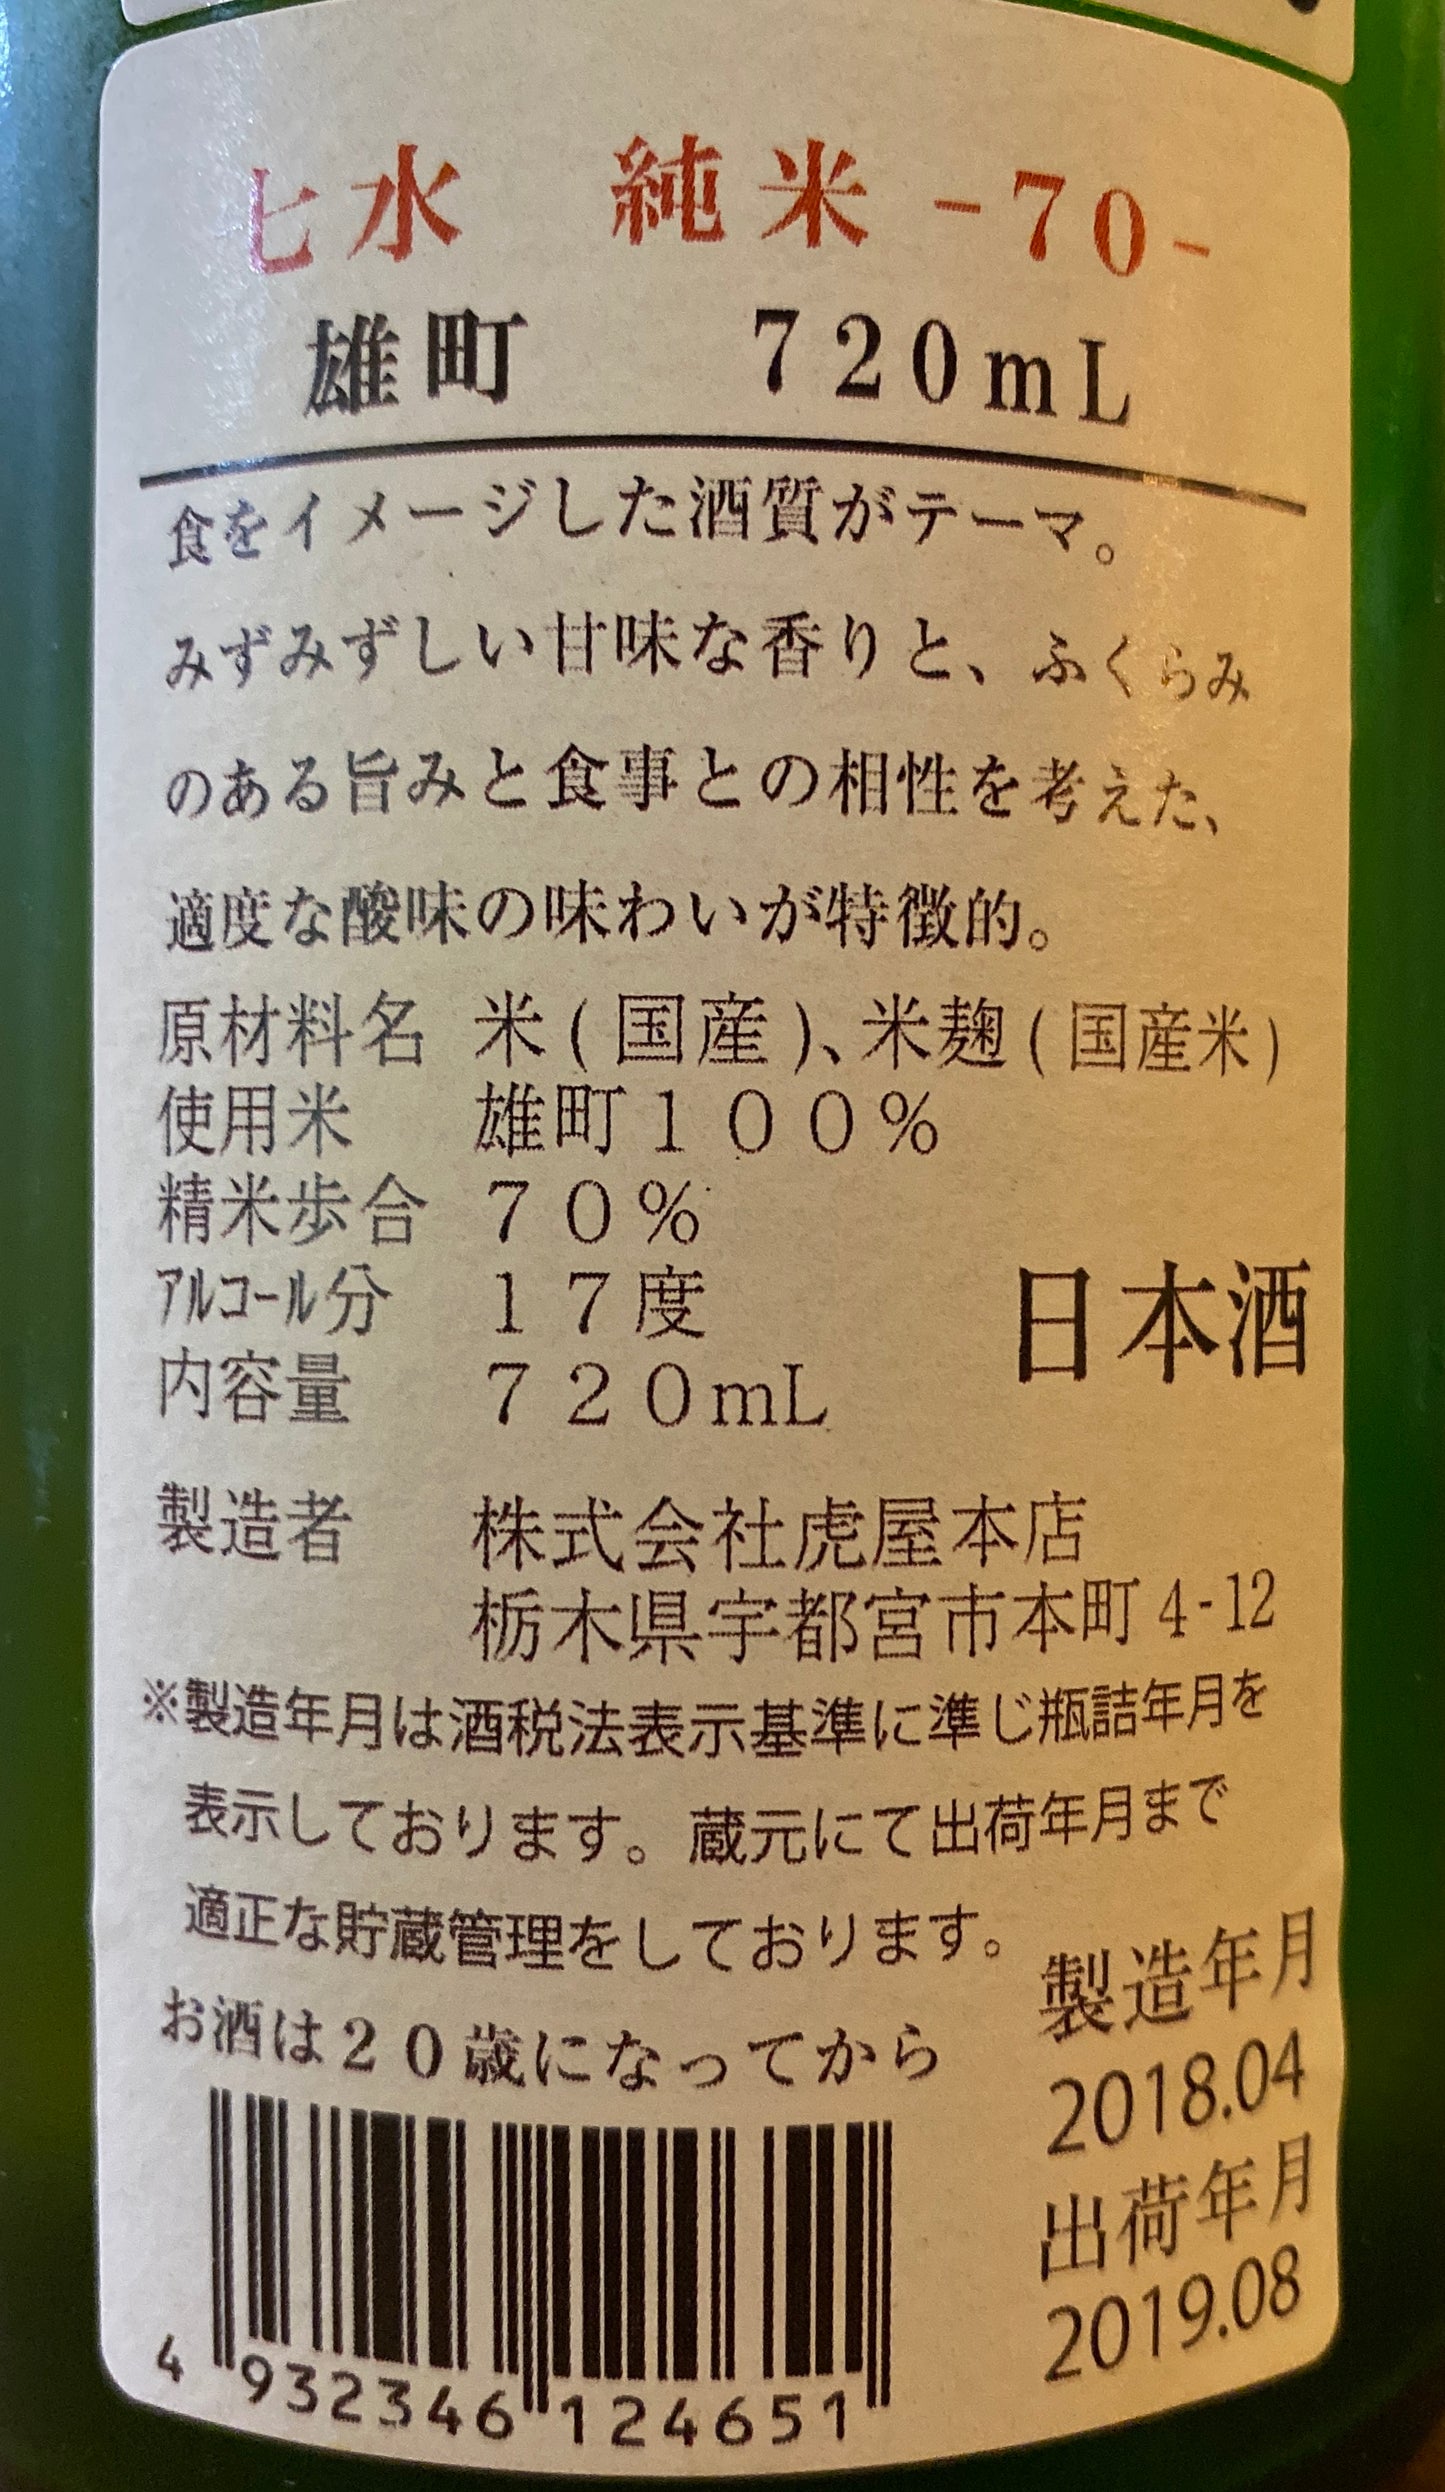 七水 純米 -70-
雄町 720mL
食をイメージした酒質がテーマ。
みずみずしい甘味な香りと、ふくらみ
のある旨みと食事との相性を考えた、
適度な酸味の味わいが特徴的。
原材料名 米(国産)、米麹(国産米)
使用米 雄町100%
精米歩合 70%
アルコール分 17度
日本酒
内容量 720mL
製造者 株式会社虎屋本店
栃木県宇都宮市本町4-12
※製造年月は酒税法表示基準に準じ瓶詰年月を
表示しております。蔵元にて出荷年月まで
適正な貯蔵管理をしております。
お酒は20歳になってから
製造年月
2018.04
出荷年月
2019.08
4 932346 124651